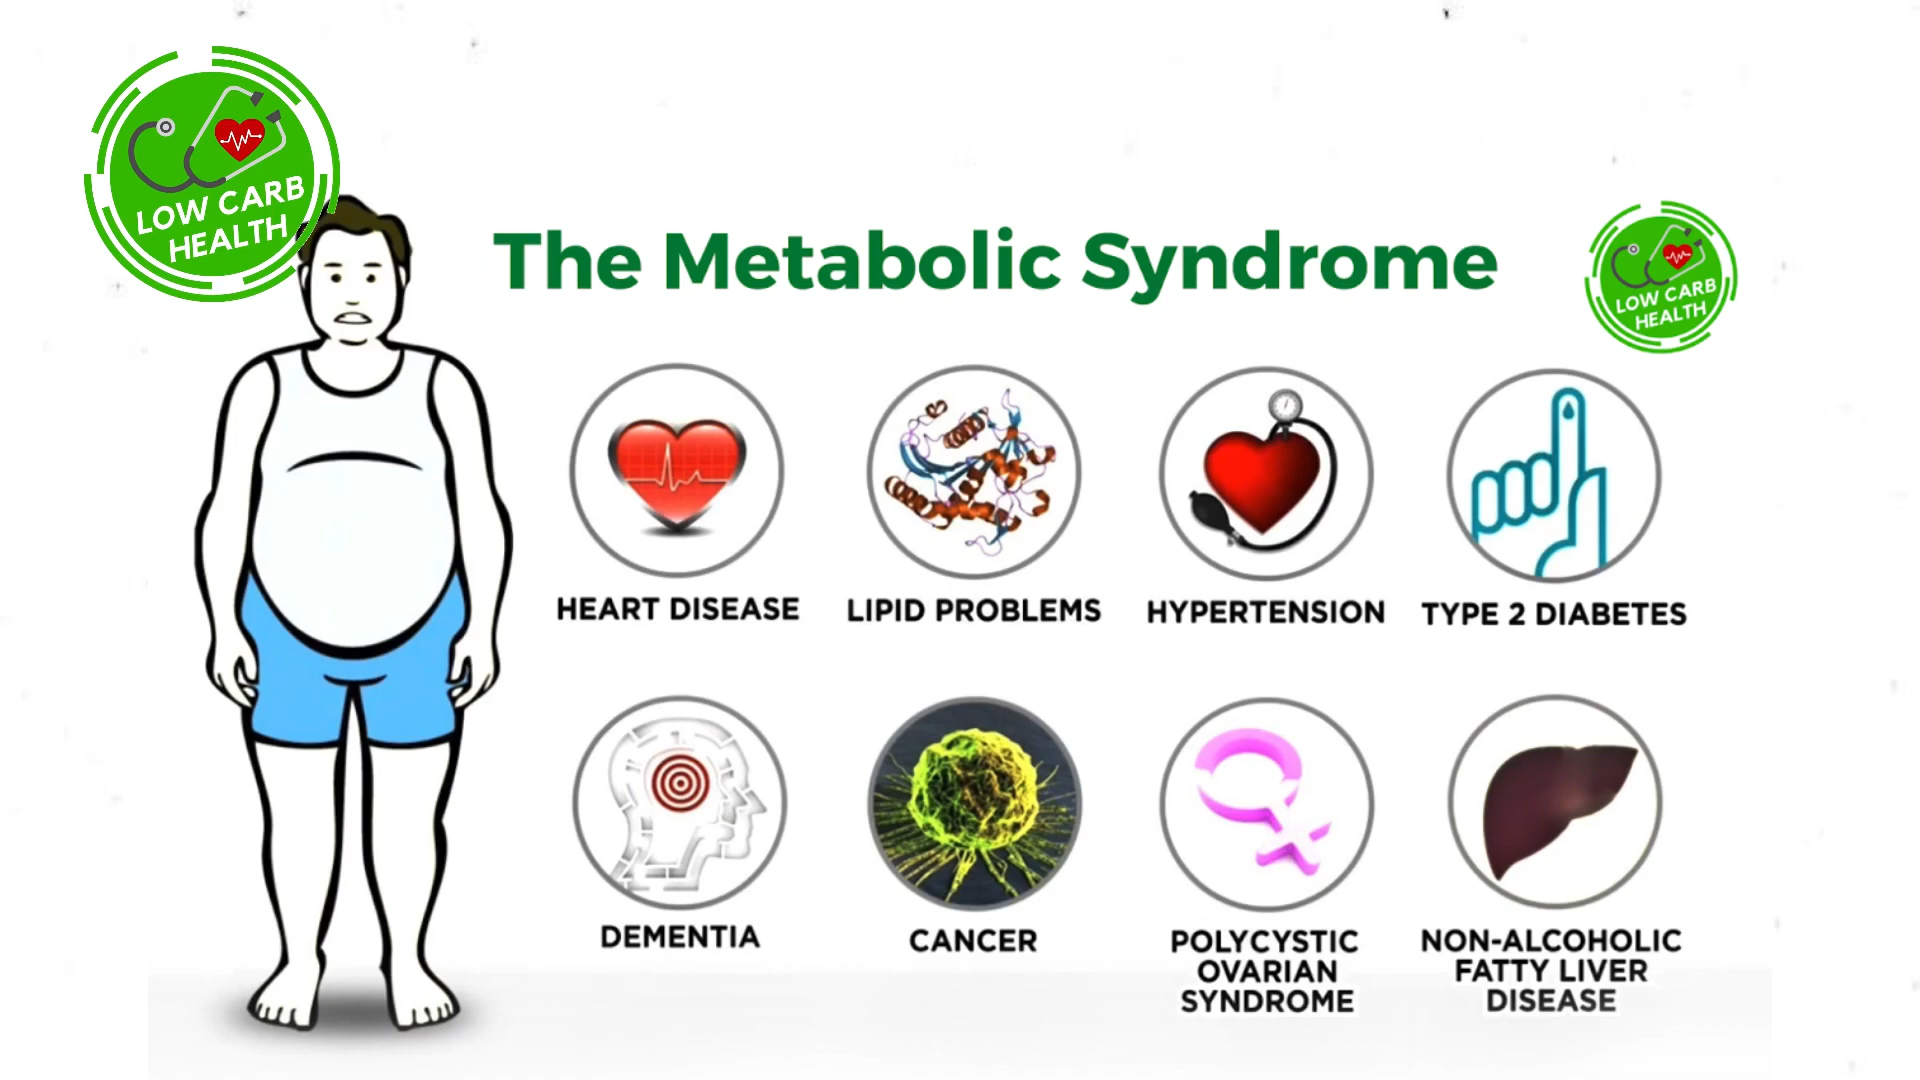 LOW CARB
HEALTH
The Metabolic Syndrome
LOW CARB
HEALTH
HEART DISEASE
LIPID PROBLEMS
HYPERTENSION
TYPE 2 DIABETES
DEMENTIA
CANCER
POLYCYSTIC
OVARIAN
SYNDROME
NON-ALCOHOLIC
FATTY LIVER
DISEASE